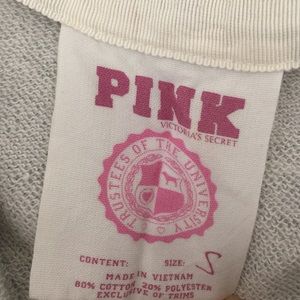 PINK
VICTORIA'S SECRET
TRUSTEES OF THE UNIVERSITY
CONTENT: SIZE: S
MADE IN VIETNAM
80% COTTON, 20% POLYESTER
EXCLUSIVE OF TRIMS